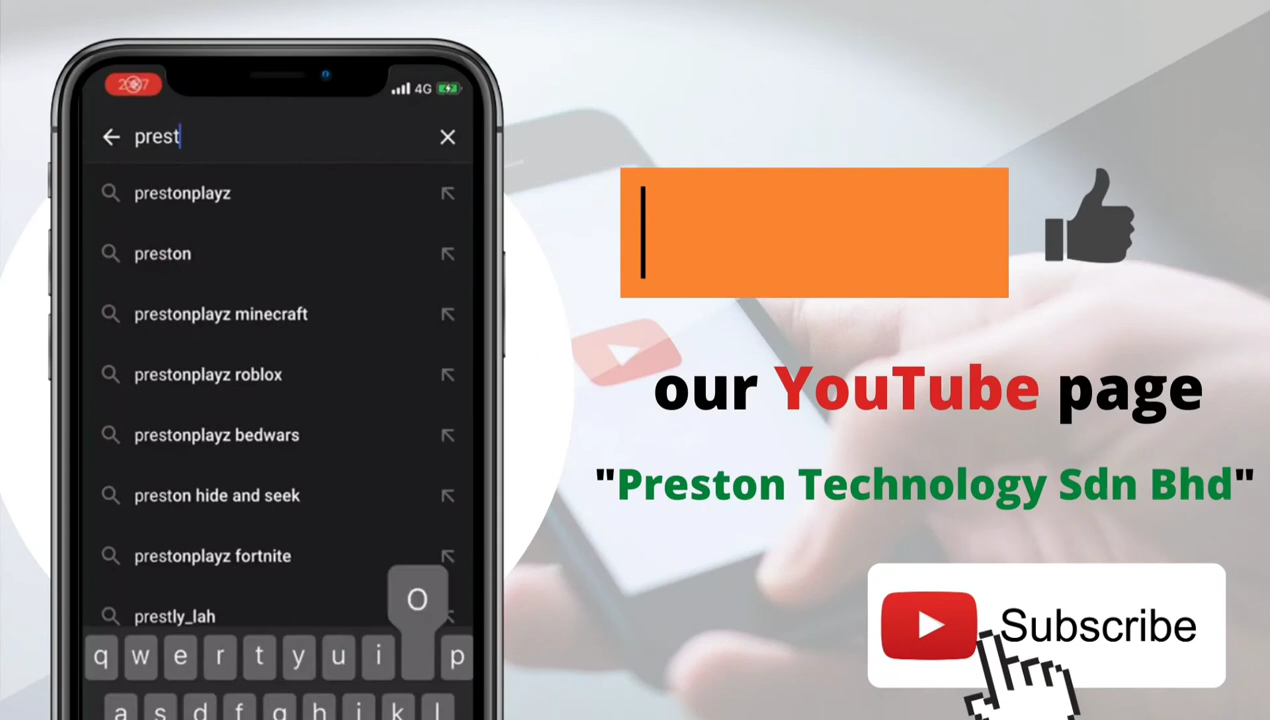 4G
prest
prestonplayz
preston
prestonplayz minecraft
prestonplayz roblox
prestonplayz bedwars
preston hide and seek
prestonplayz fortnite
prestly_lah
O
q w e r t y u i p
a s d f g h j k l
our YouTube page
"Preston Technology Sdn Bhd"
Subscribe